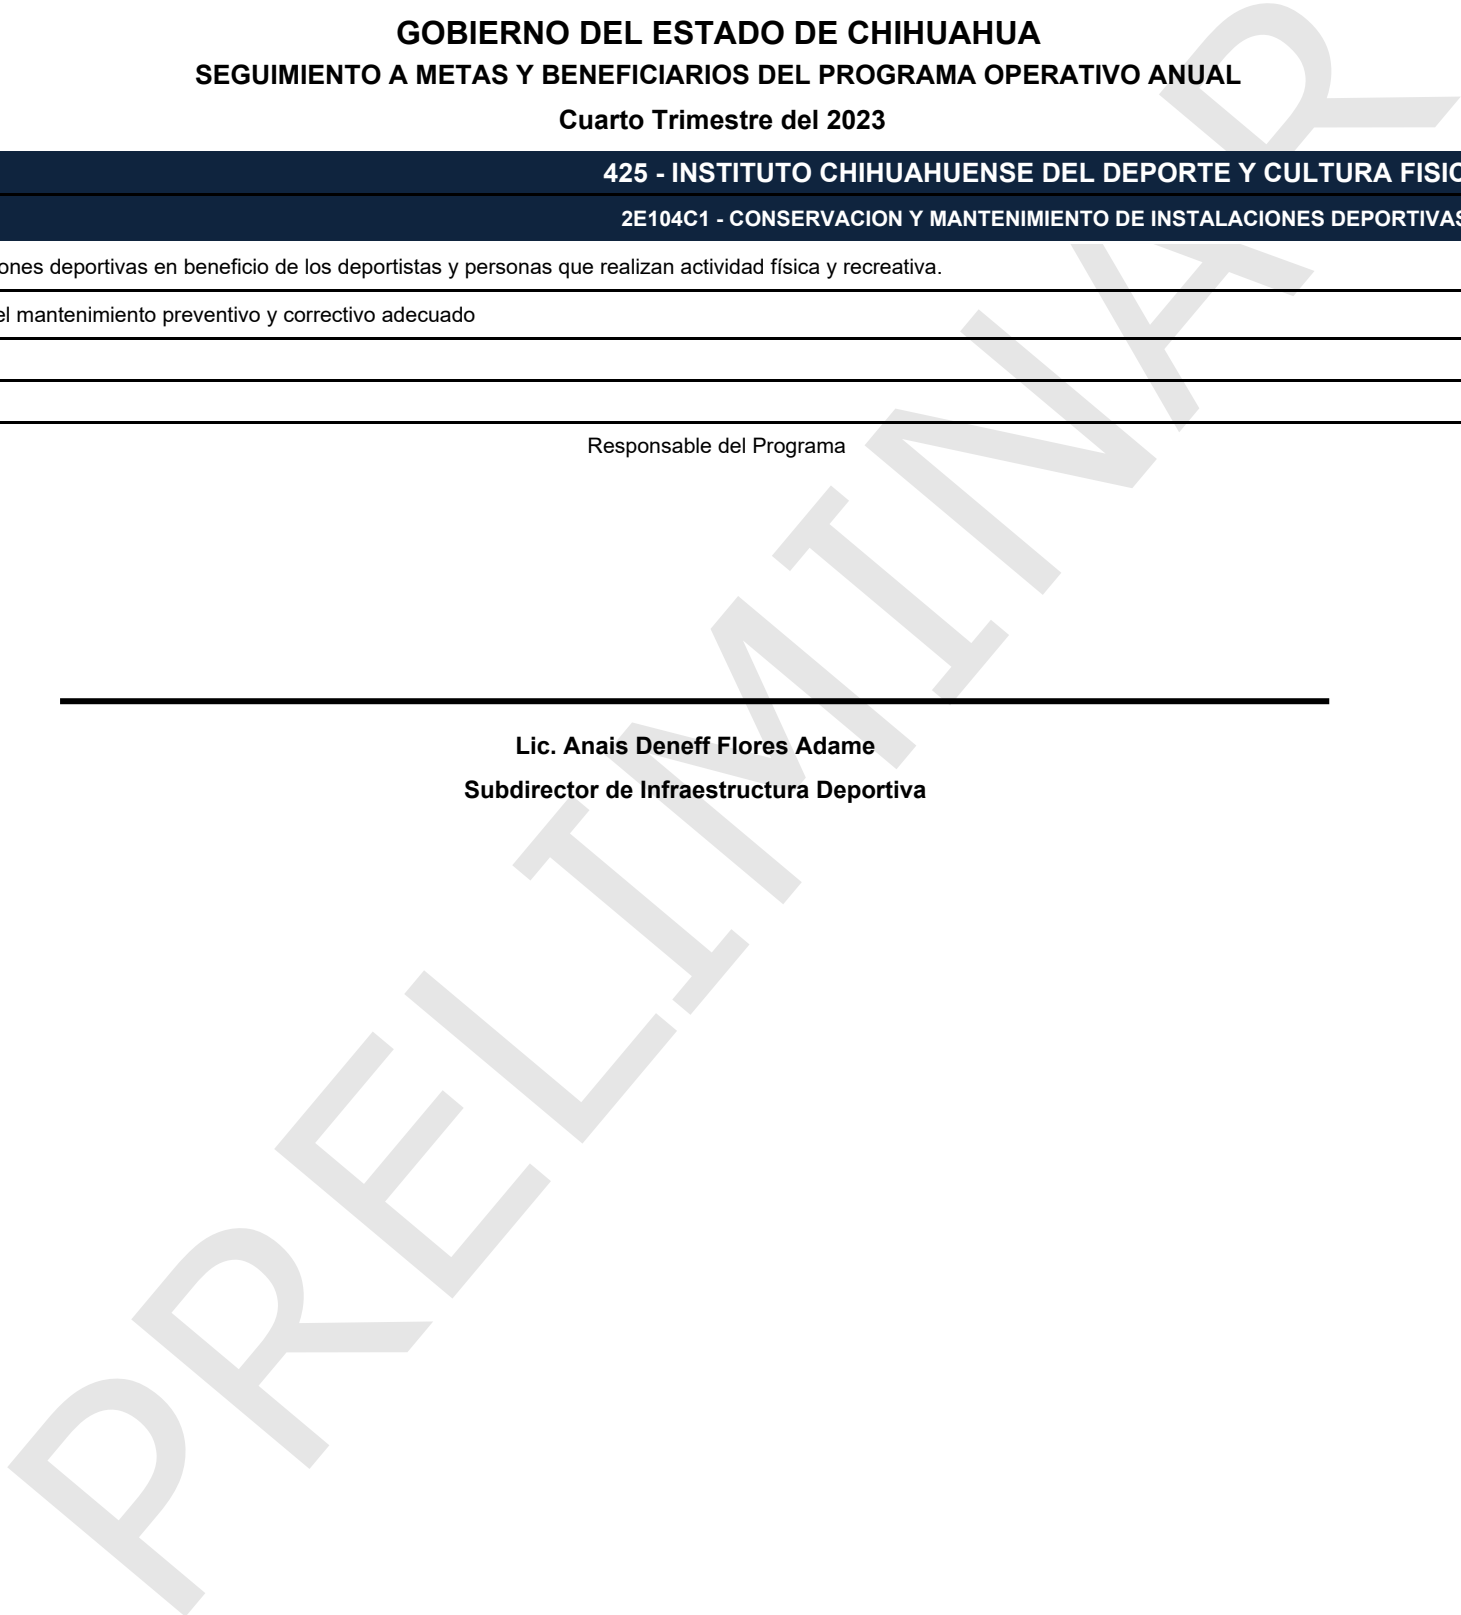 GOBIERNO DEL ESTADO DE CHIHUAHUA
SEGUIMIENTO A METAS Y BENEFICIARIOS DEL PROGRAMA OPERATIVO ANUAL
Cuarto Trimestre del 2023
425 - INSTITUTO CHIHUAHUENSE DEL DEPORTE Y CULTURA FISIC
2E104C1 - CONSERVACION Y MANTENIMIENTO DE INSTALACIONES DEPORTIVAS
ones deportivas en beneficio de los deportistas y personas que realizan actividad física y recreativa.
el mantenimiento preventivo y correctivo adecuado
Responsable del Programa
Lic. Anais Deneff Flores Adame
Subdirector de Infraestructura Deportiva
PRELIMINAR